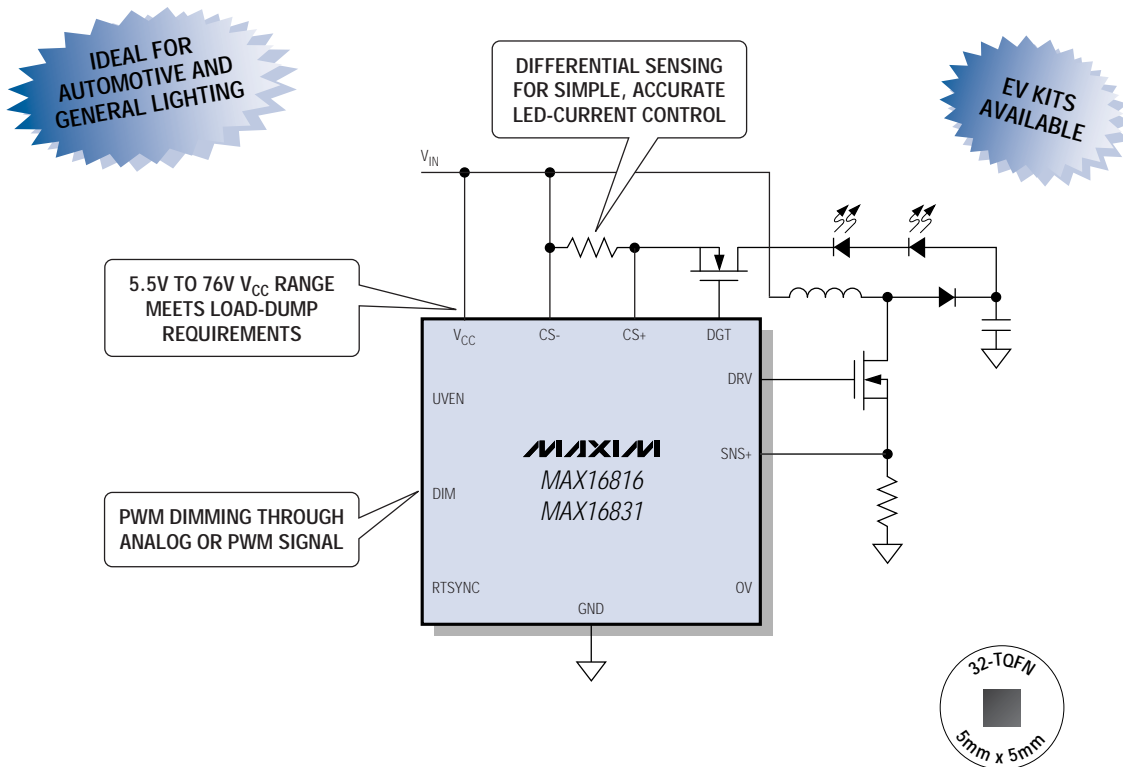 IDEAL FOR
AUTOMOTIVE AND
GENERAL LIGHTING
DIFFERENTIAL SENSING
FOR SIMPLE, ACCURATE
LED-CURRENT CONTROL
EV KITS
AVAILABLE
VIN
5.5V TO 76V VCC RANGE
MEETS LOAD-DUMP
REQUIREMENTS
VCC
CS-
CS+
DGT
DRV
UVEN
MAXIM
SNS+
MAX16816
DIM
MAX16831
PWM DIMMING THROUGH
ANALOG OR PWM SIGNAL
RTSYNC
OV
GND
32-TQFN
5mm x 5mm